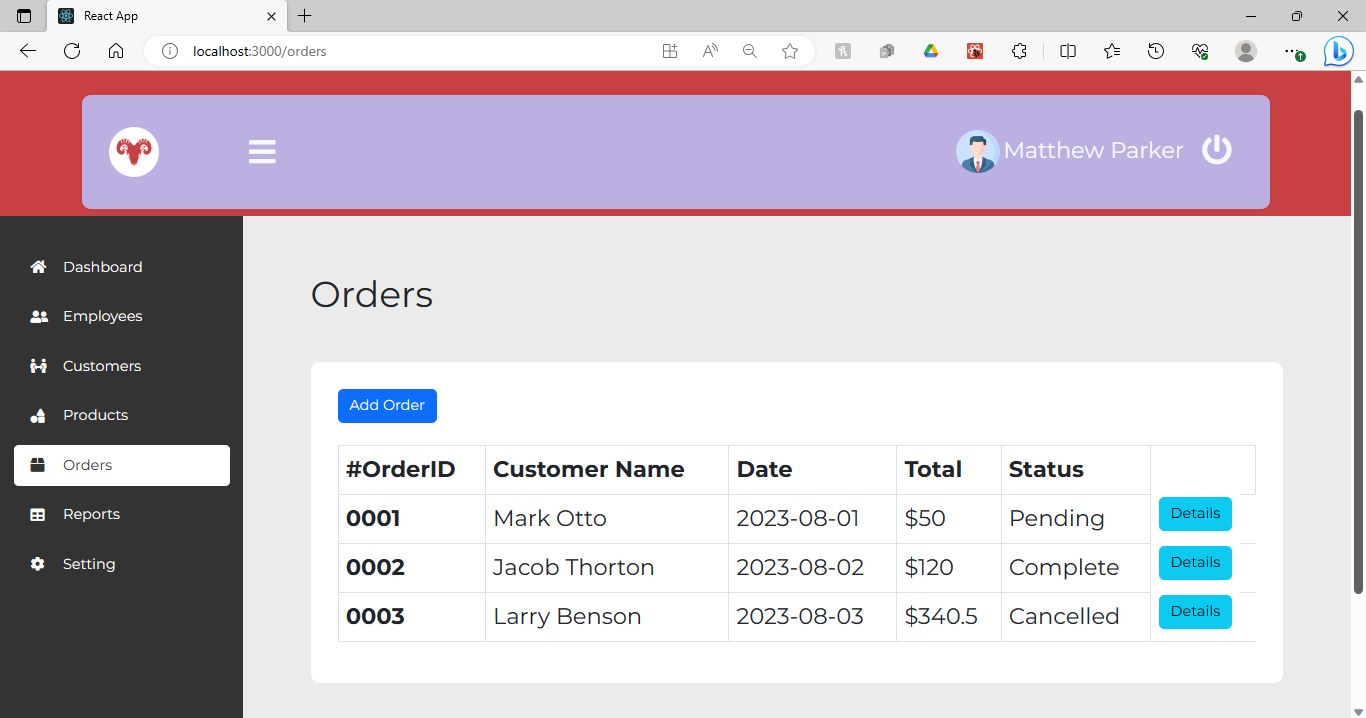 React App
localhost:3000/orders
Matthew Parker
Dashboard
Employees
Customers
Products
Orders
Reports
Setting
Orders
Add Order
#OrderID Customer Name Date Total Status
0001 Mark Otto 2023-08-01 $50 Pending Details
0002 Jacob Thorton 2023-08-02 $120 Complete Details
0003 Larry Benson 2023-08-03 $340.5 Cancelled Details